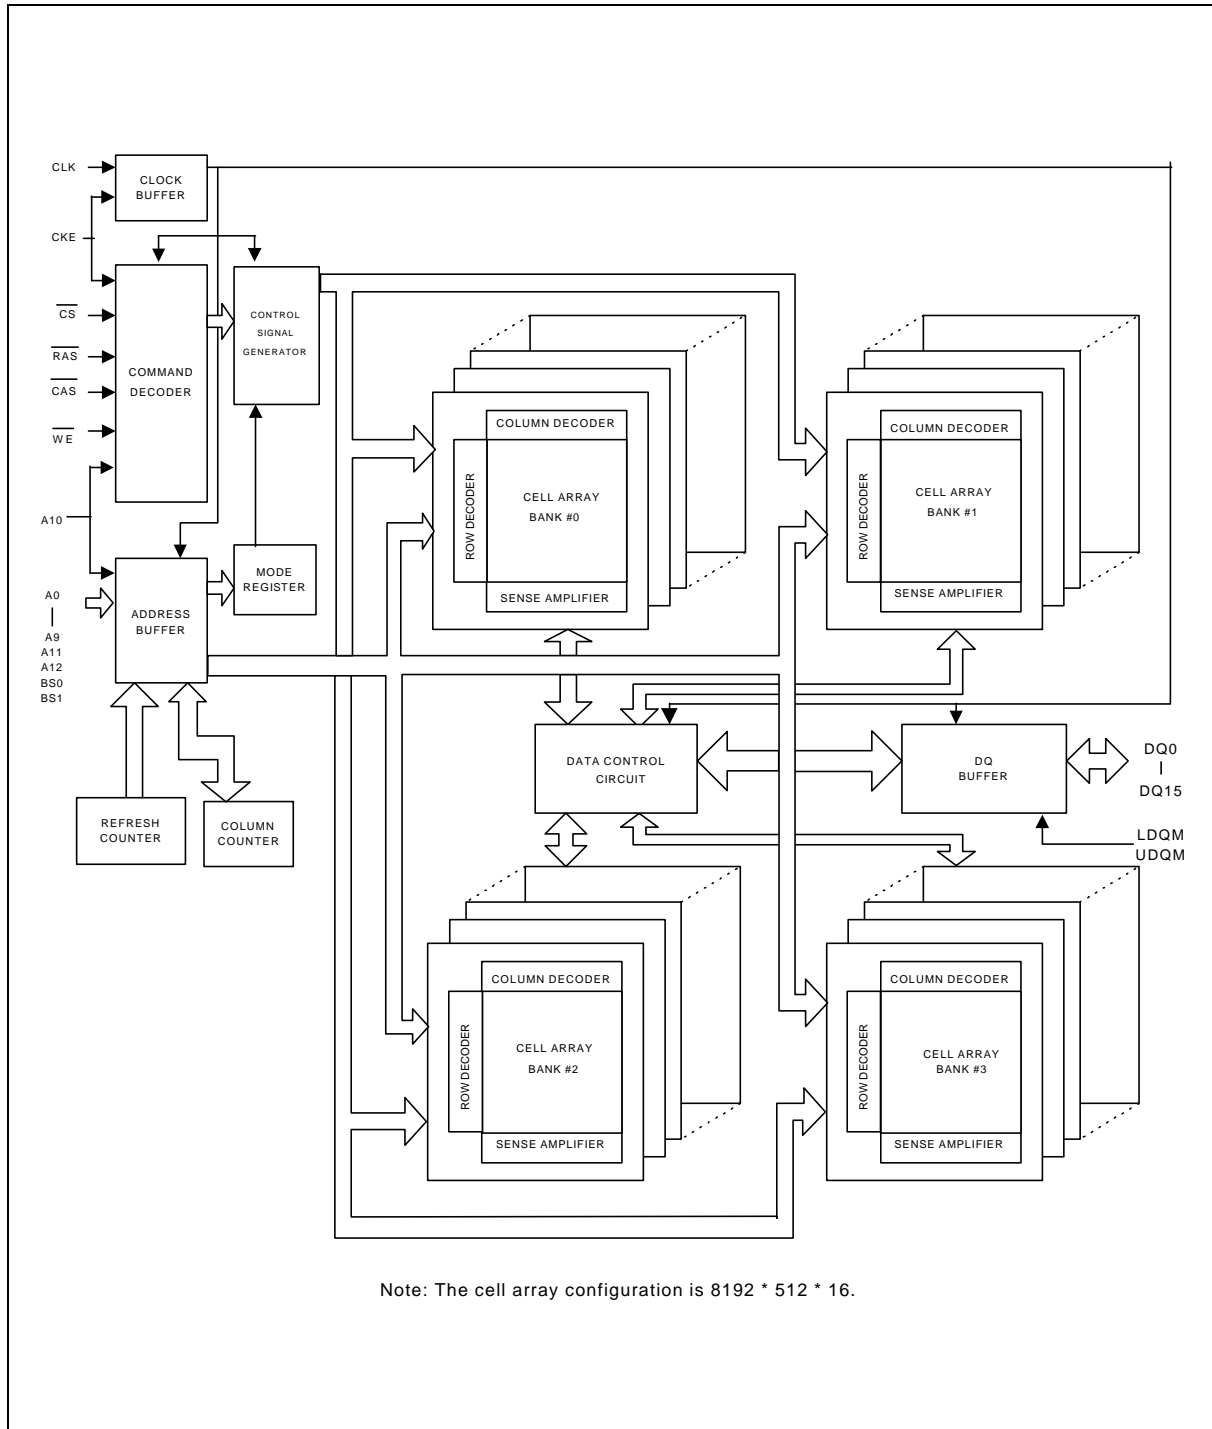 CLK
CLOCK
BUFFER
CKE
CS
RAS
CAS
WE
COMMAND
DECODER
CONTROL
SIGNAL
GENERATOR
A10
MODE
REGISTER
A0
A9
A11
A12
BS0
BS1
ADDRESS
BUFFER
REFRESH
COUNTER
COLUMN
COUNTER
COLUMN DECODER
ROW DECODER
CELL ARRAY
BANK #0
SENSE AMPLIFIER
COLUMN DECODER
ROW DECODER
CELL ARRAY
BANK #1
SENSE AMPLIFIER
DATA CONTROL
CIRCUIT
DQ
BUFFER
DQ0
DQ15
LDQM
UDQM
COLUMN DECODER
ROW DECODER
CELL ARRAY
BANK #2
SENSE AMPLIFIER
COLUMN DECODER
ROW DECODER
CELL ARRAY
BANK #3
SENSE AMPLIFIER
Note: The cell array configuration is 8192 * 512 * 16.